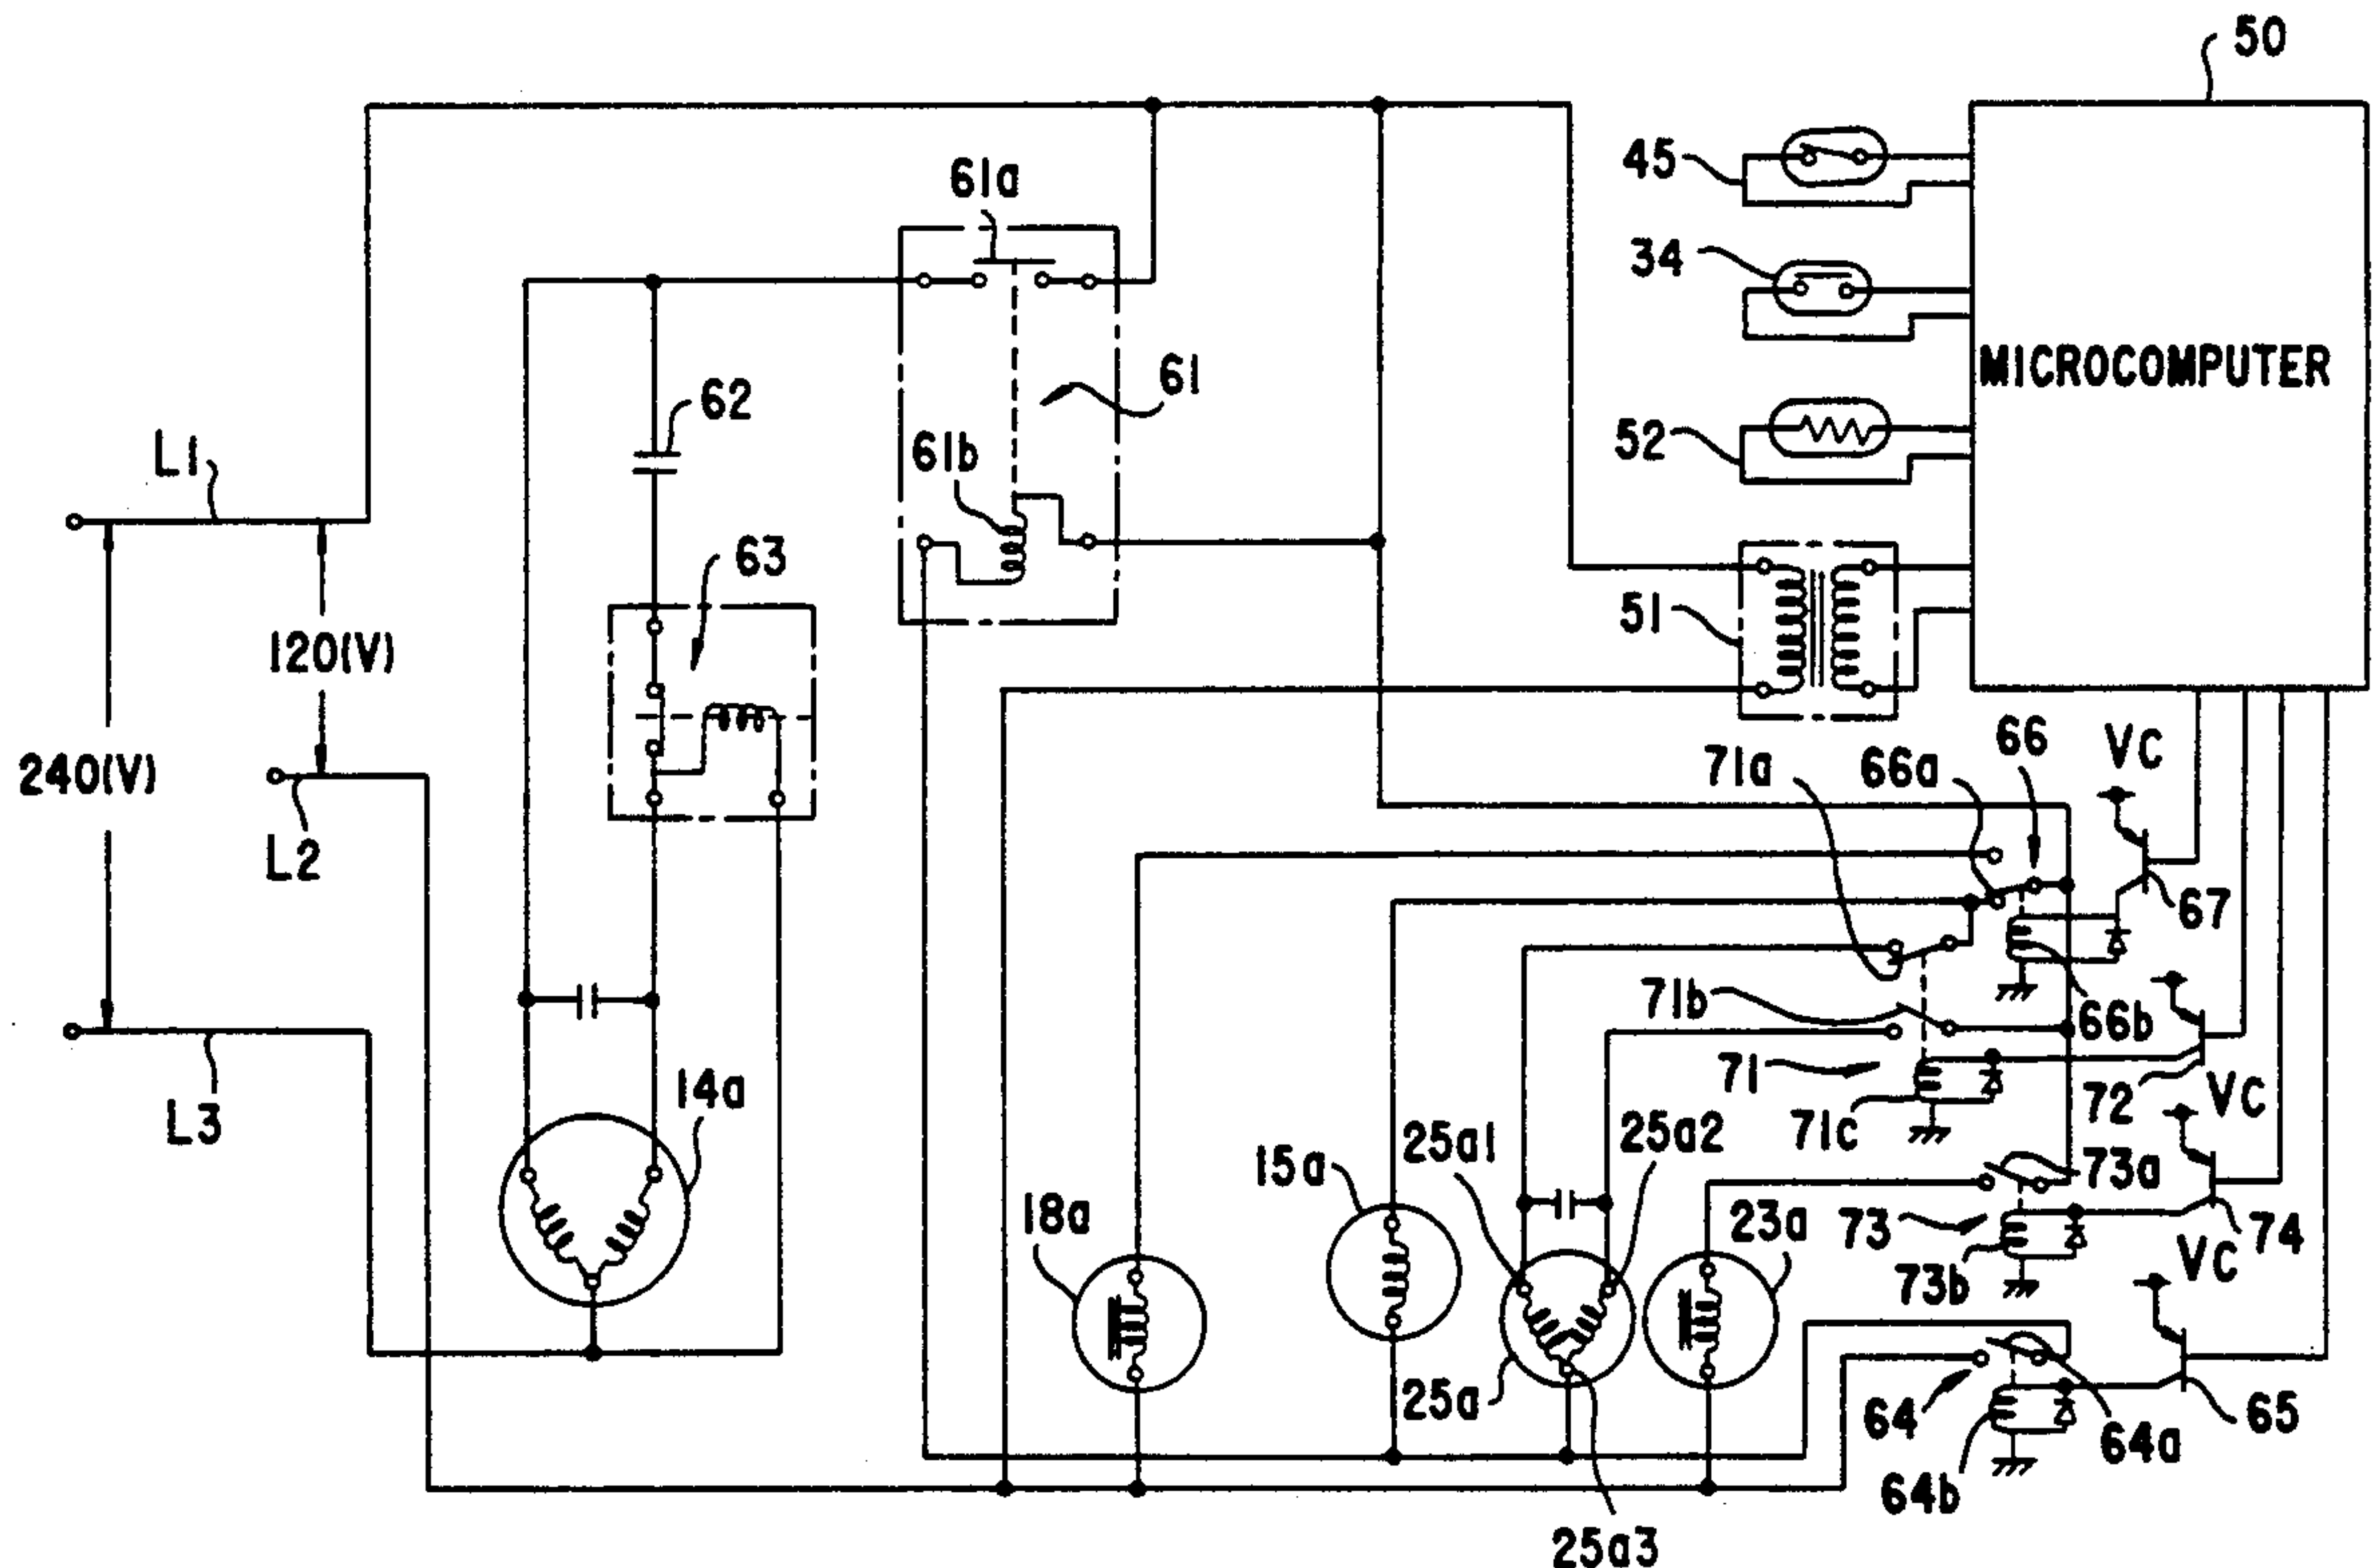 50
45
61a
34
MICROCOMPUTER
61
62
52
61b
L1
63
51
120(V)
66
VC
71a
66a
240(V)
L2
67
71b
66b
14a
71
72
VC
L3
71c
25a1
25a2
15a
73a
18a
23a
73
74
73b
VC
25a
64
65
64a
64b
25a3